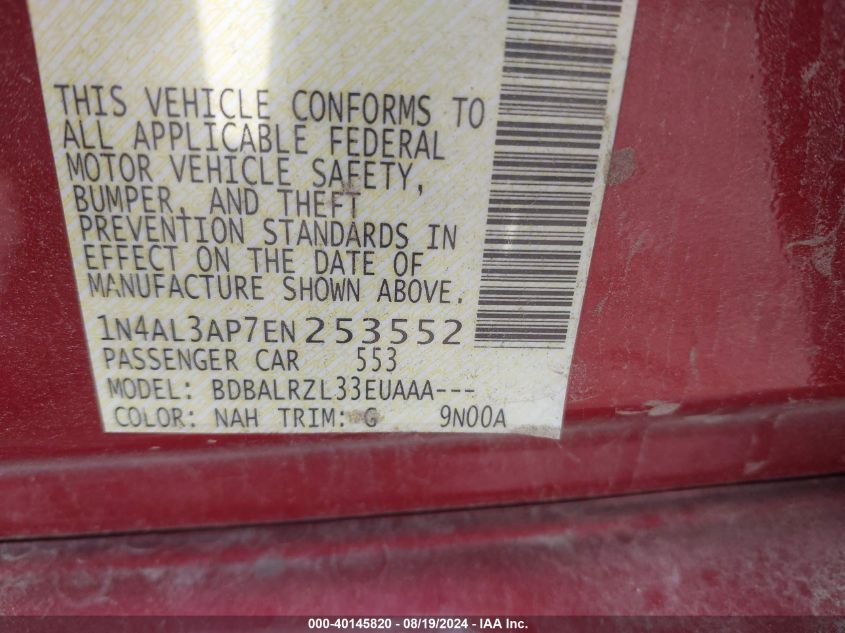 THIS VEHICLE CONFORMS TO
ALL APPLICABLE FEDERAL
MOTOR VEHICLE SAFETY,
BUMPER, AND THEFT
PREVENTION STANDARDS IN
EFFECT ON THE DATE OF
MANUFACTURE SHOWN ABOVE.
1N4AL3AP7EN 253552
PASSENGER CAR 553
MODEL: BDBALRZL33EUAAA---
COLOR: NAH TRIM: G 9N00A
000-40145820 - 08/19/2024 - IAA Inc.